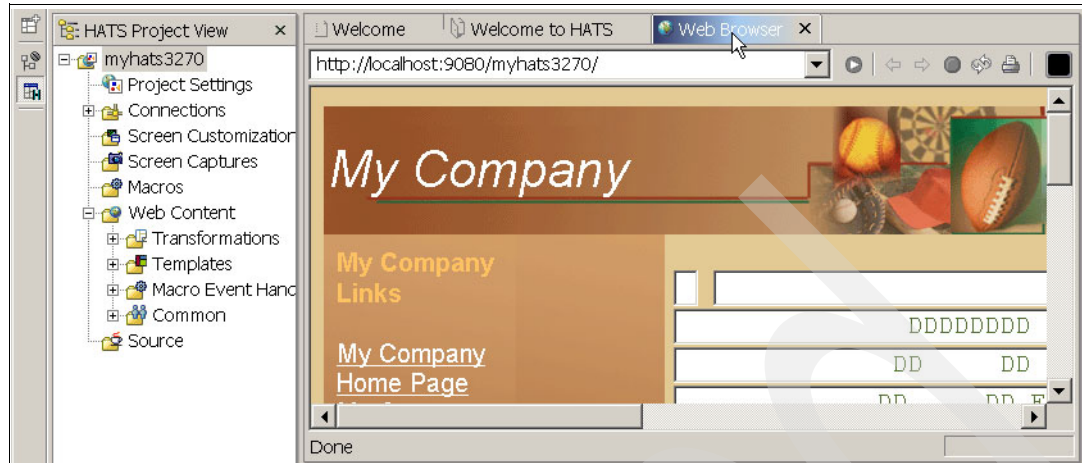 HATS Project View
myhats3270
Project Settings
Connections
Screen Customization
Screen Captures
Macros
Web Content
Transformations
Templates
Macro Event Hand
Common
Source
Welcome
Welcome to HATS
Web Browser
http://localhost:9080/myhats3270/
My Company
My Company
Links
My Company
Home Page
DDDDDDDD
DD DD
DD DD
Done